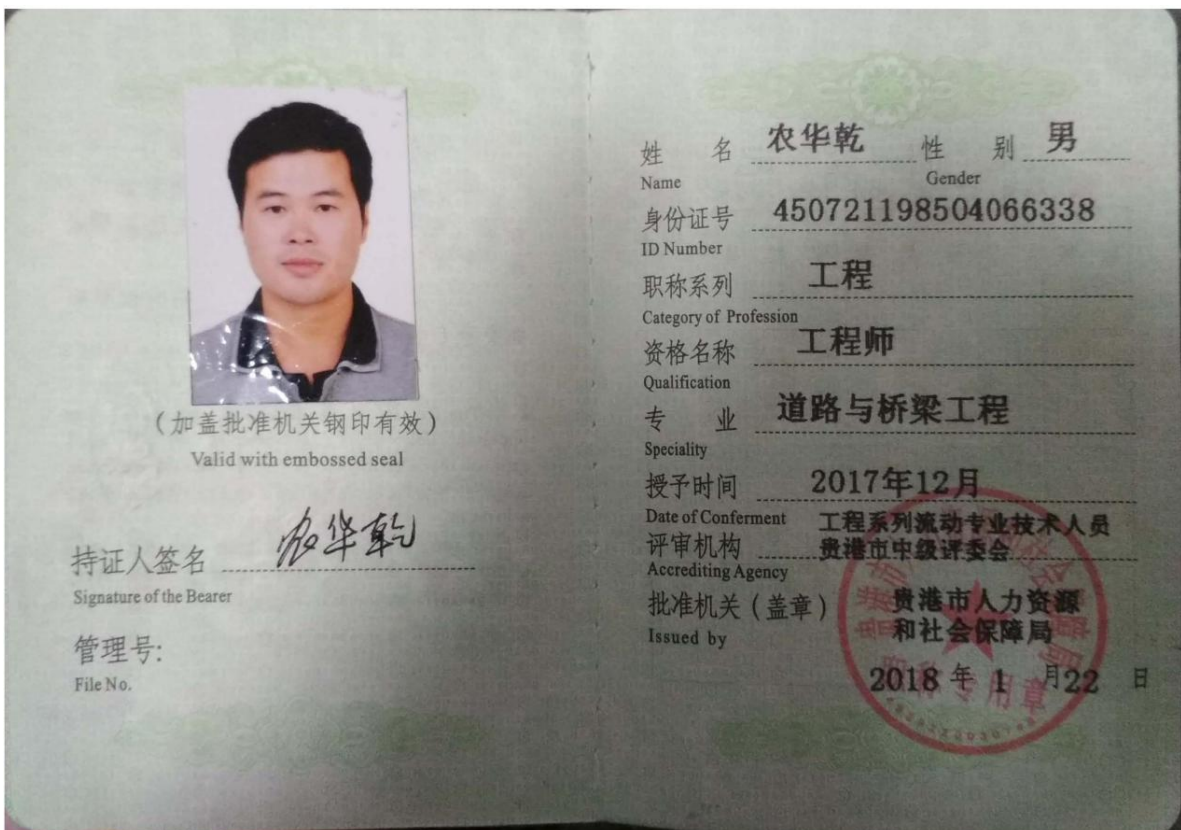 （加盖批准机关钢印有效）
Valid with embossed seal
持证人签名 农华乾
Signature of the Bearer
管理号:
File No.
姓 名 农华乾 性 别 男
Name Gender
身份证号 450721198504066338
ID Number
职称系列 工程
Category of Profession
资格名称 工程师
Qualification
专 业 道路与桥梁工程
Speciality
授予时间 2017年12月
Date of Conferment
评审机构 工程系列流动专业技术人员
贵港市中级评委会
Accrediting Agency
批准机关（盖章） 贵港市人力资源
和社会保障局
Issued by
2018 年 1 月 22 日
职称专用章